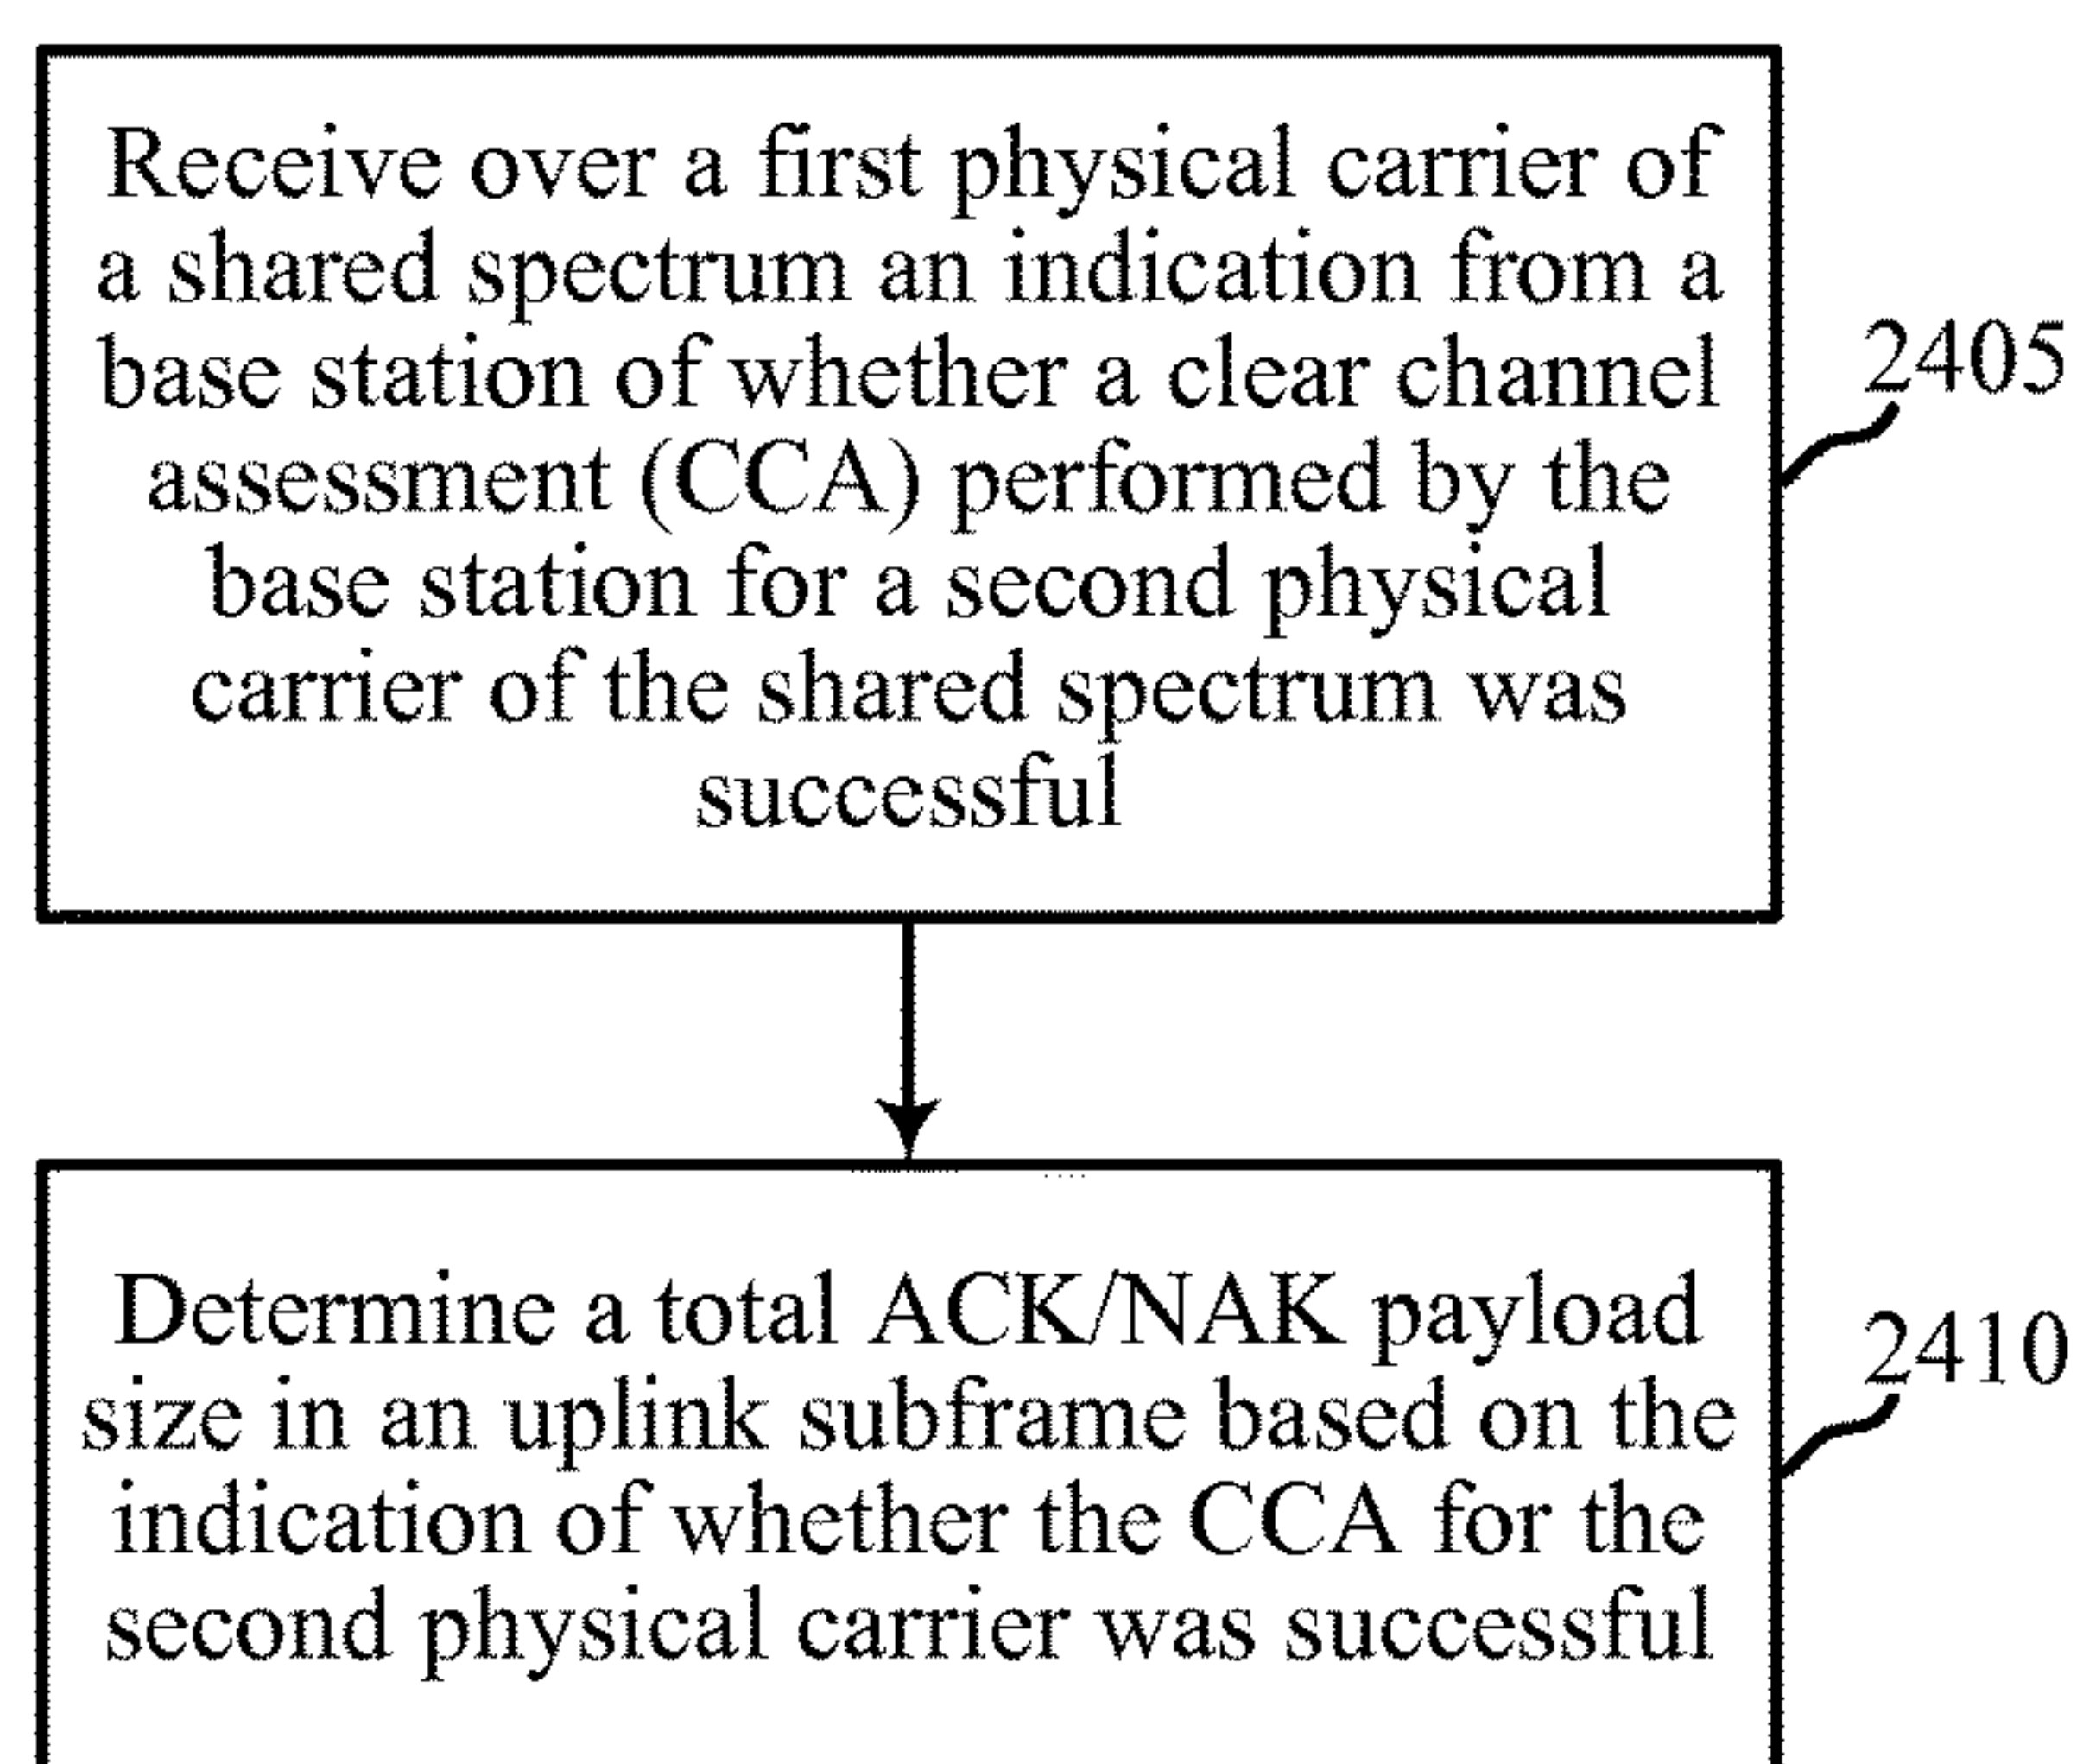 Receive over a first physical carrier of
a shared spectrum an indication from a
base station of whether a clear channel
assessment (CCA) performed by the
base station for a second physical
carrier of the shared spectrum was
successful
2405
Determine a total ACK/NAK payload
size in an uplink subframe based on the
indication of whether the CCA for the
second physical carrier was successful
2410